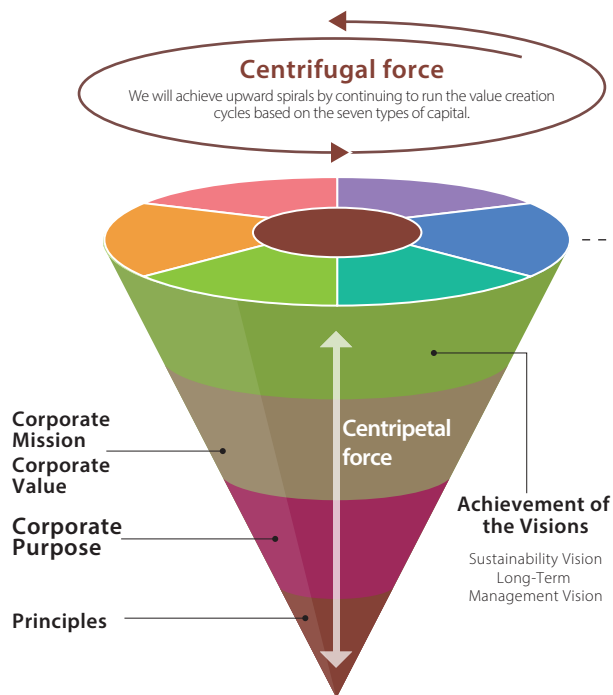 Centrifugal force
We will achieve upward spirals by continuing to run the value creation
cycles based on the seven types of capital.
Centripetal
force
Corporate
Mission
Corporate
Value
Corporate
Purpose
Principles
Achievement of
the Visions
Sustainability Vision
Long-Term
Management Vision